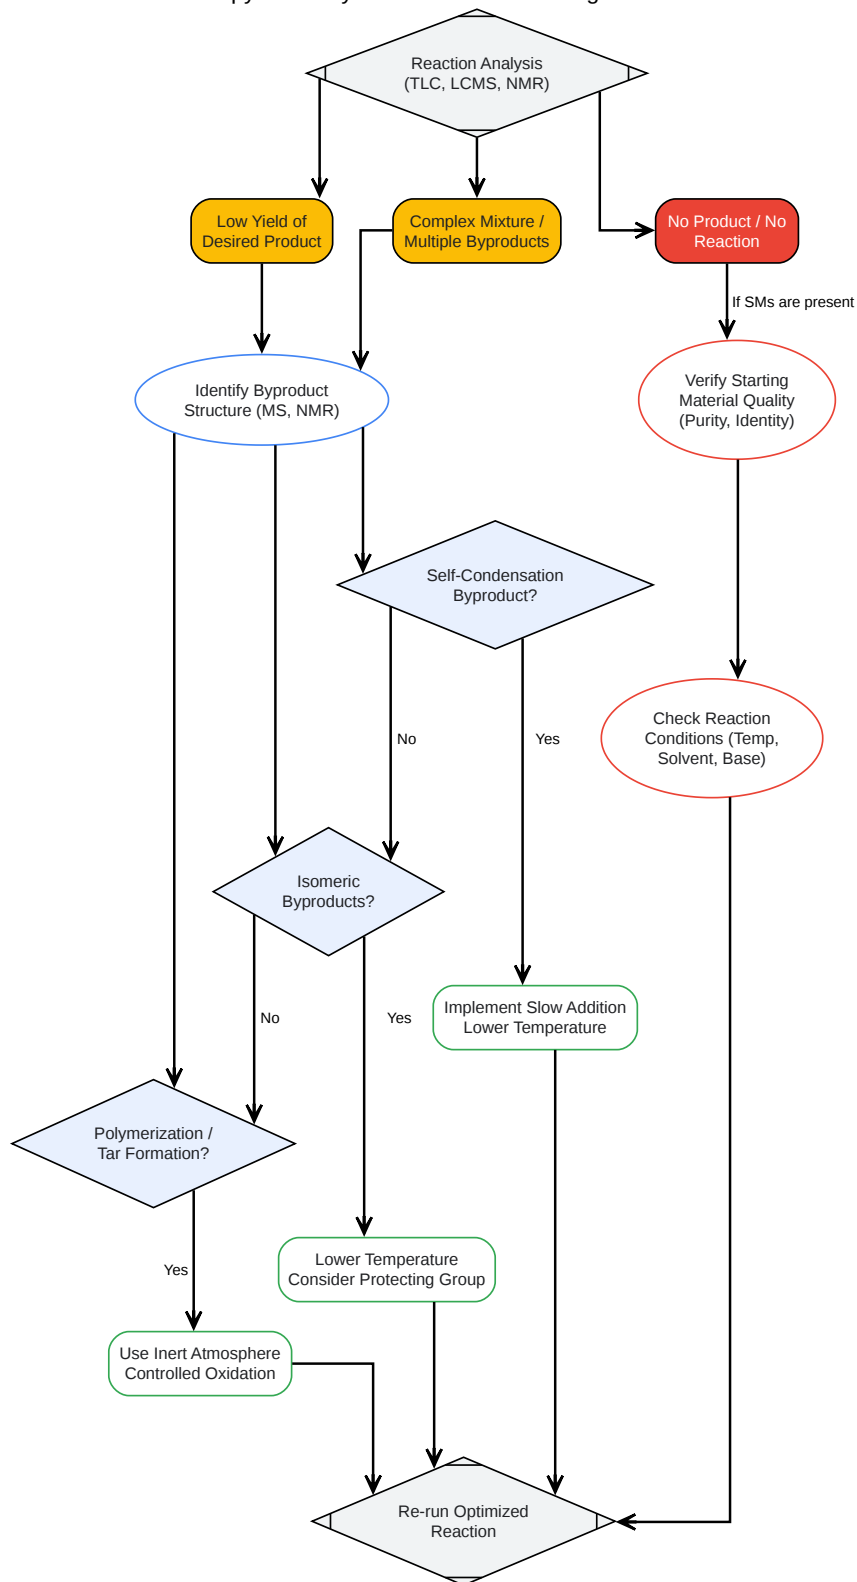 Reaction Analysis
(TLC, LCMS, NMR)
Low Yield of
Desired Product
Complex Mixture /
Multiple Byproducts
No Product / No
Reaction
If SMs are present
Identify Byproduct
Structure (MS, NMR)
Verify Starting
Material Quality
(Purity, Identity)
Self-Condensation
Byproduct?
No
Yes
Check Reaction
Conditions (Temp,
Solvent, Base)
Isomeric
Byproducts?
No
Yes
Implement Slow Addition
Lower Temperature
Polymerization /
Tar Formation?
Yes
Lower Temperature
Consider Protecting Group
Use Inert Atmosphere
Controlled Oxidation
Re-run Optimized
Reaction